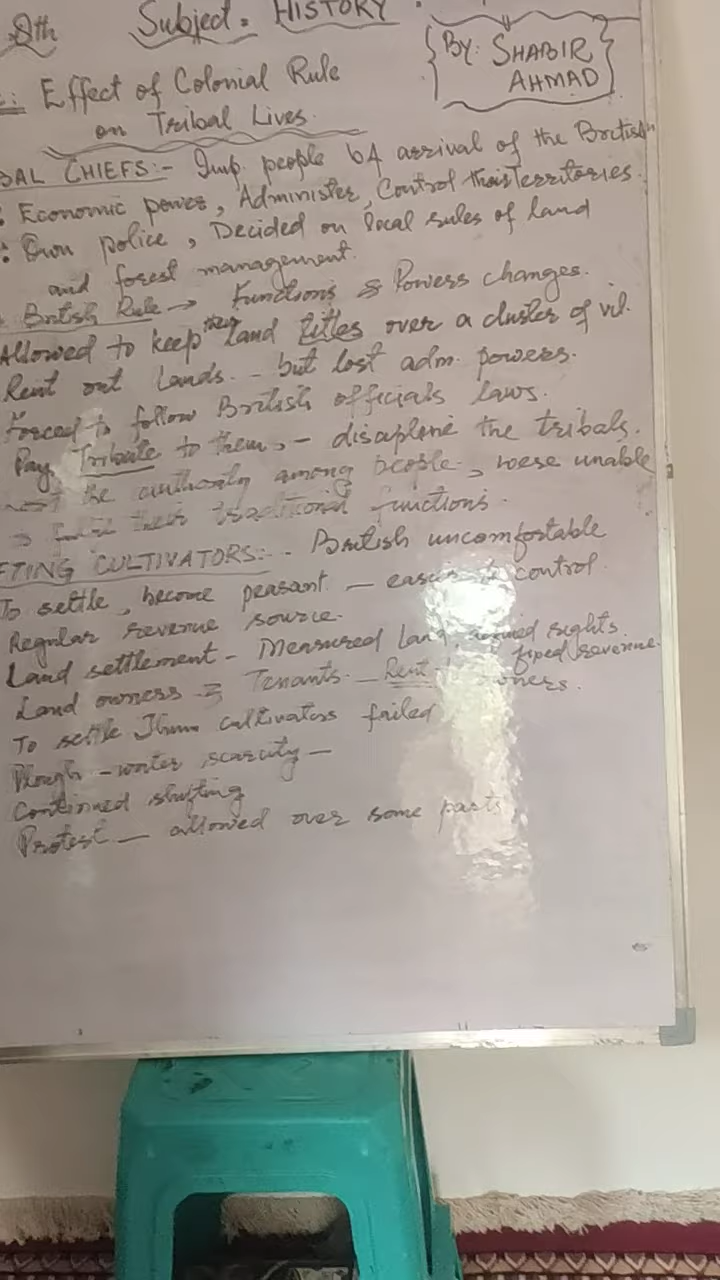 8th Subject. HISTORY.
By: SHABIR
AHMAD
: Effect of Colonial Rule
on Tribal Lives.
BAL CHIEFS:- Imp. people b4 arrival of the British
: Economic power, Administer, Control their Territories.
: Own police, Decided on local rules of land
and forest management.
British Rule → Functions & Powers changes.
Allowed to keep their land titles over a cluster of vil.
Rent out lands. - but lost adm. powers.
Forced to follow British officials laws.
Pay Tribute to them, - discipline the tribals.
the authority among people, were unable
their traditional functions.
FTING CULTIVATORS:- British uncomfortable
To settle, become peasant - control.
Regular revenue source.
Land settlement - Measured land, rights
Land owners & Tenants. Rent owners. fixed revenue.
To settle Jhum cultivators failed
Plough - water scarcity -
Continued shifting
Protest - allowed over some parts